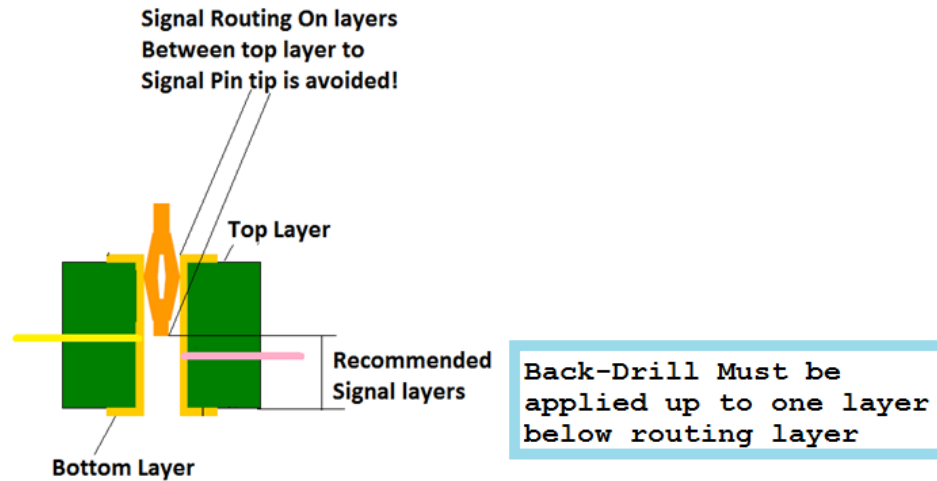 Signal Routing On layers
Between top layer to
Signal Pin tip is avoided!
Top Layer
Recommended
Signal layers
Back-Drill Must be
applied up to one layer
below routing layer
Bottom Layer